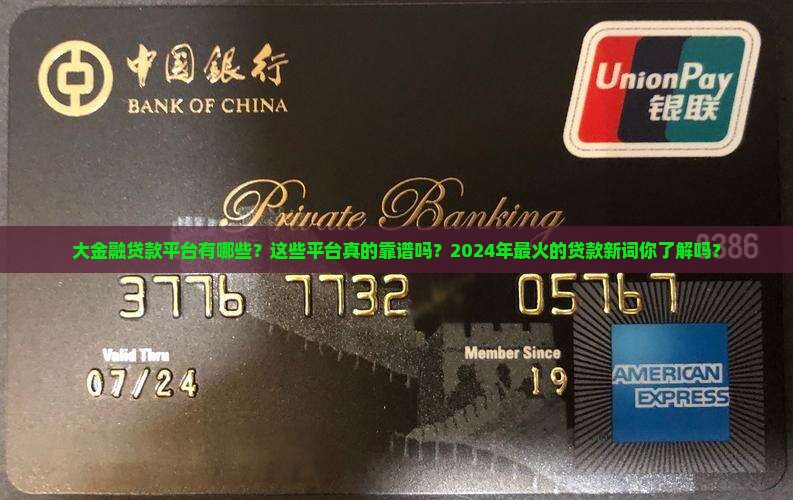 中国銀行
BANK OF CHINA
UnionPay
银联
Private Banking
大金融贷款平台有哪些？这些平台真的靠谱吗？2024年最火的贷款新词你了解吗？
3776 7732 05767
Valid Thru
Member Since
07/24
19
AMERICAN
EXPRESS